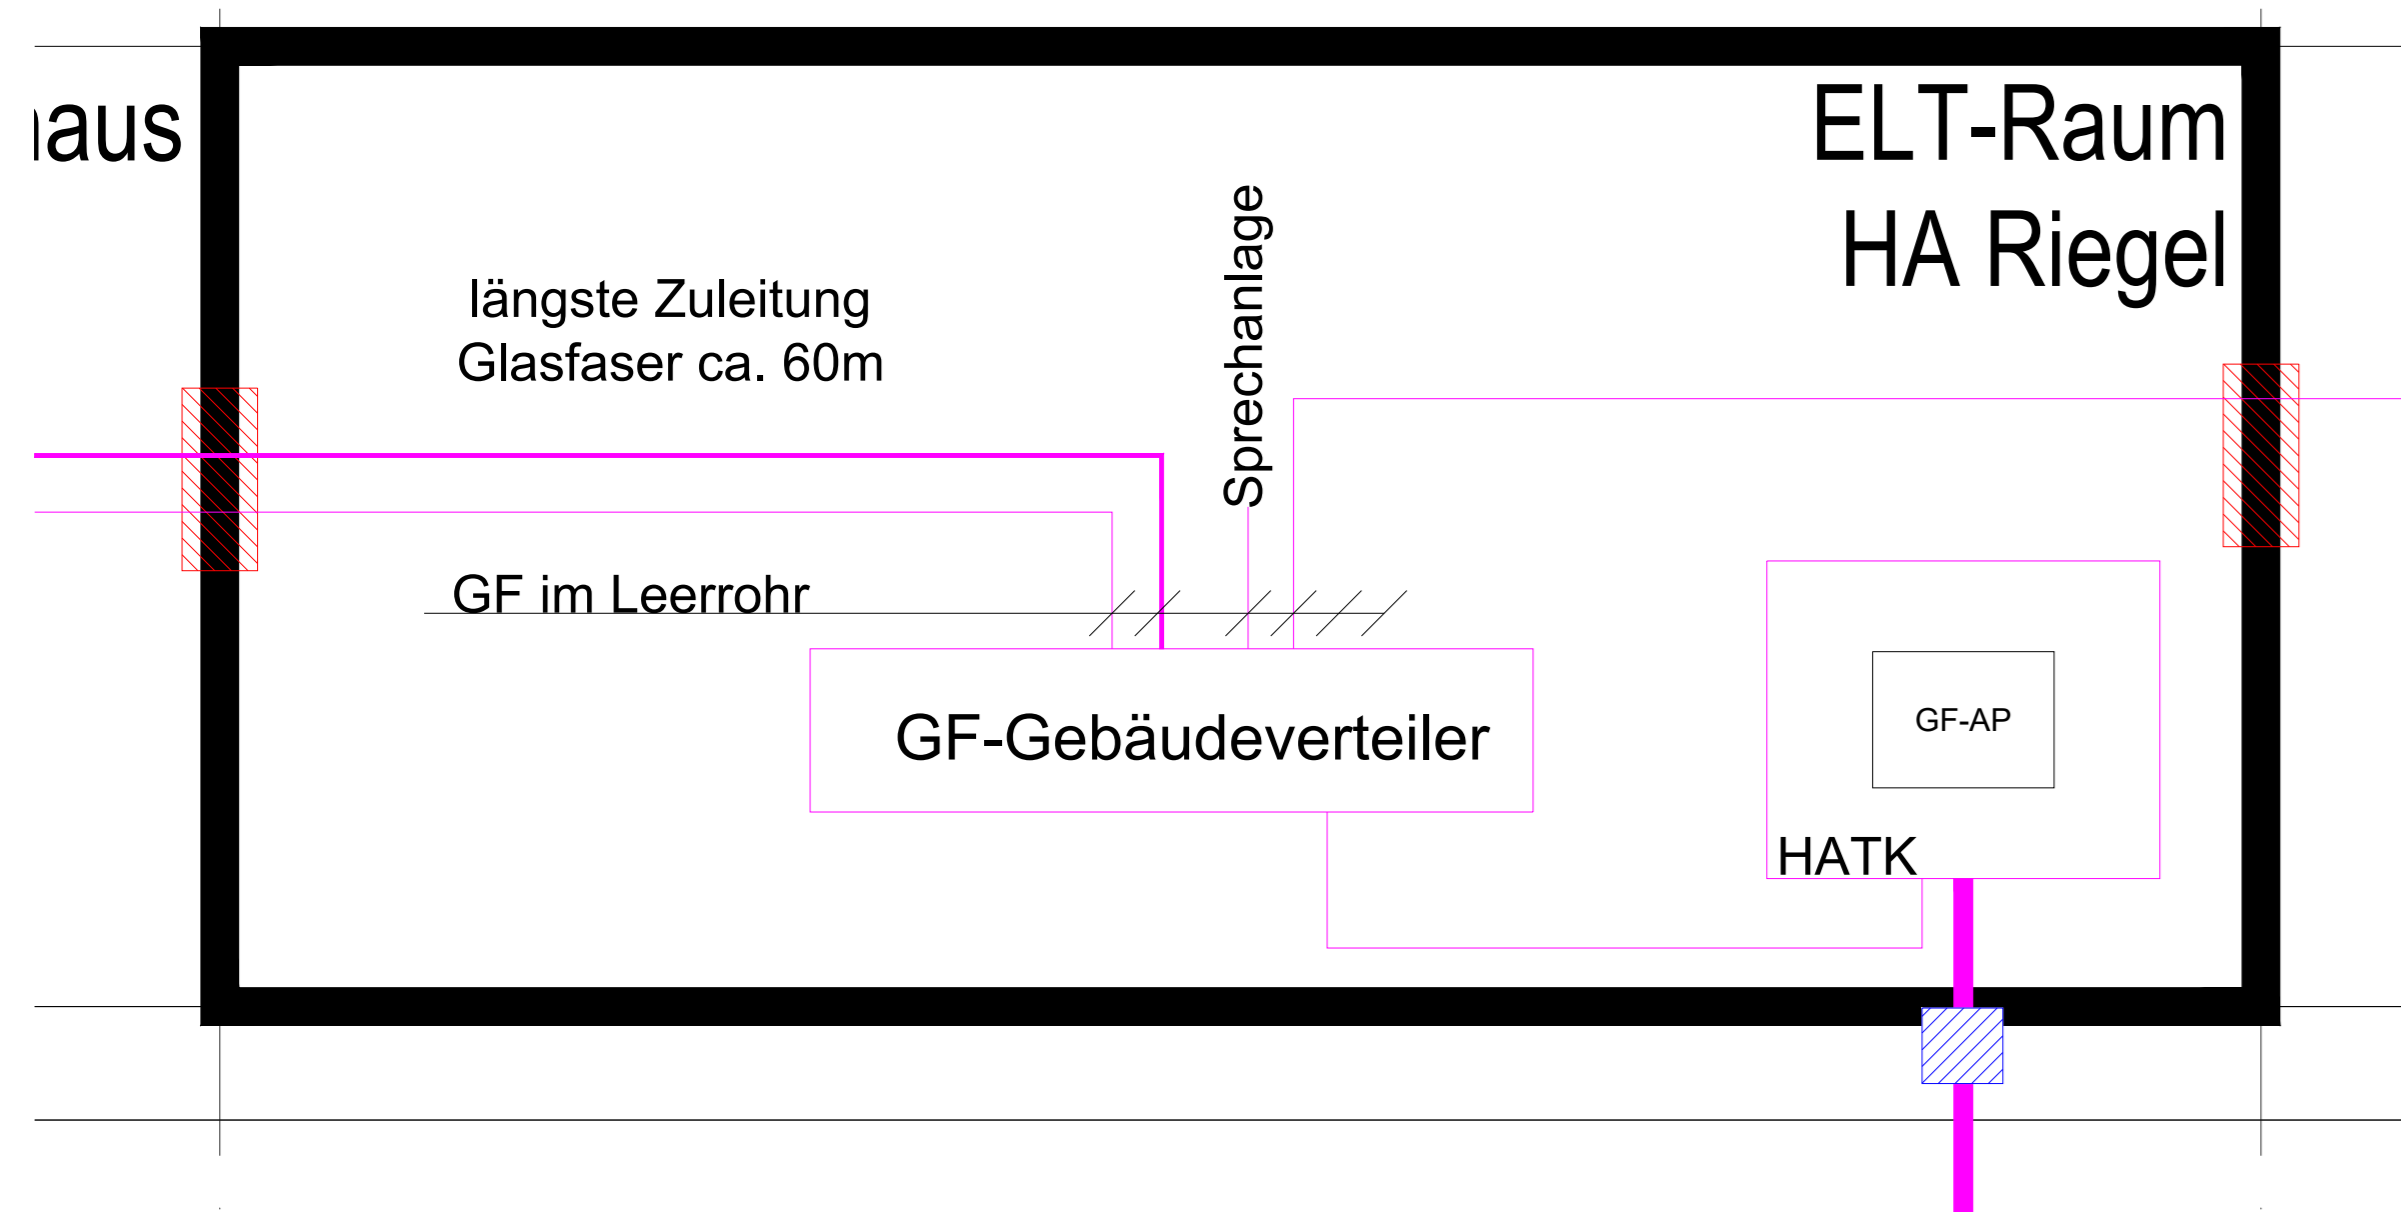 aus
ELT-Raum
HA Riegel
Sprechanlage
längste Zuleitung
Glasfaser ca. 60m
GF im Leerrohr
GF-Gebäudeverteiler
GF-AP
HATK